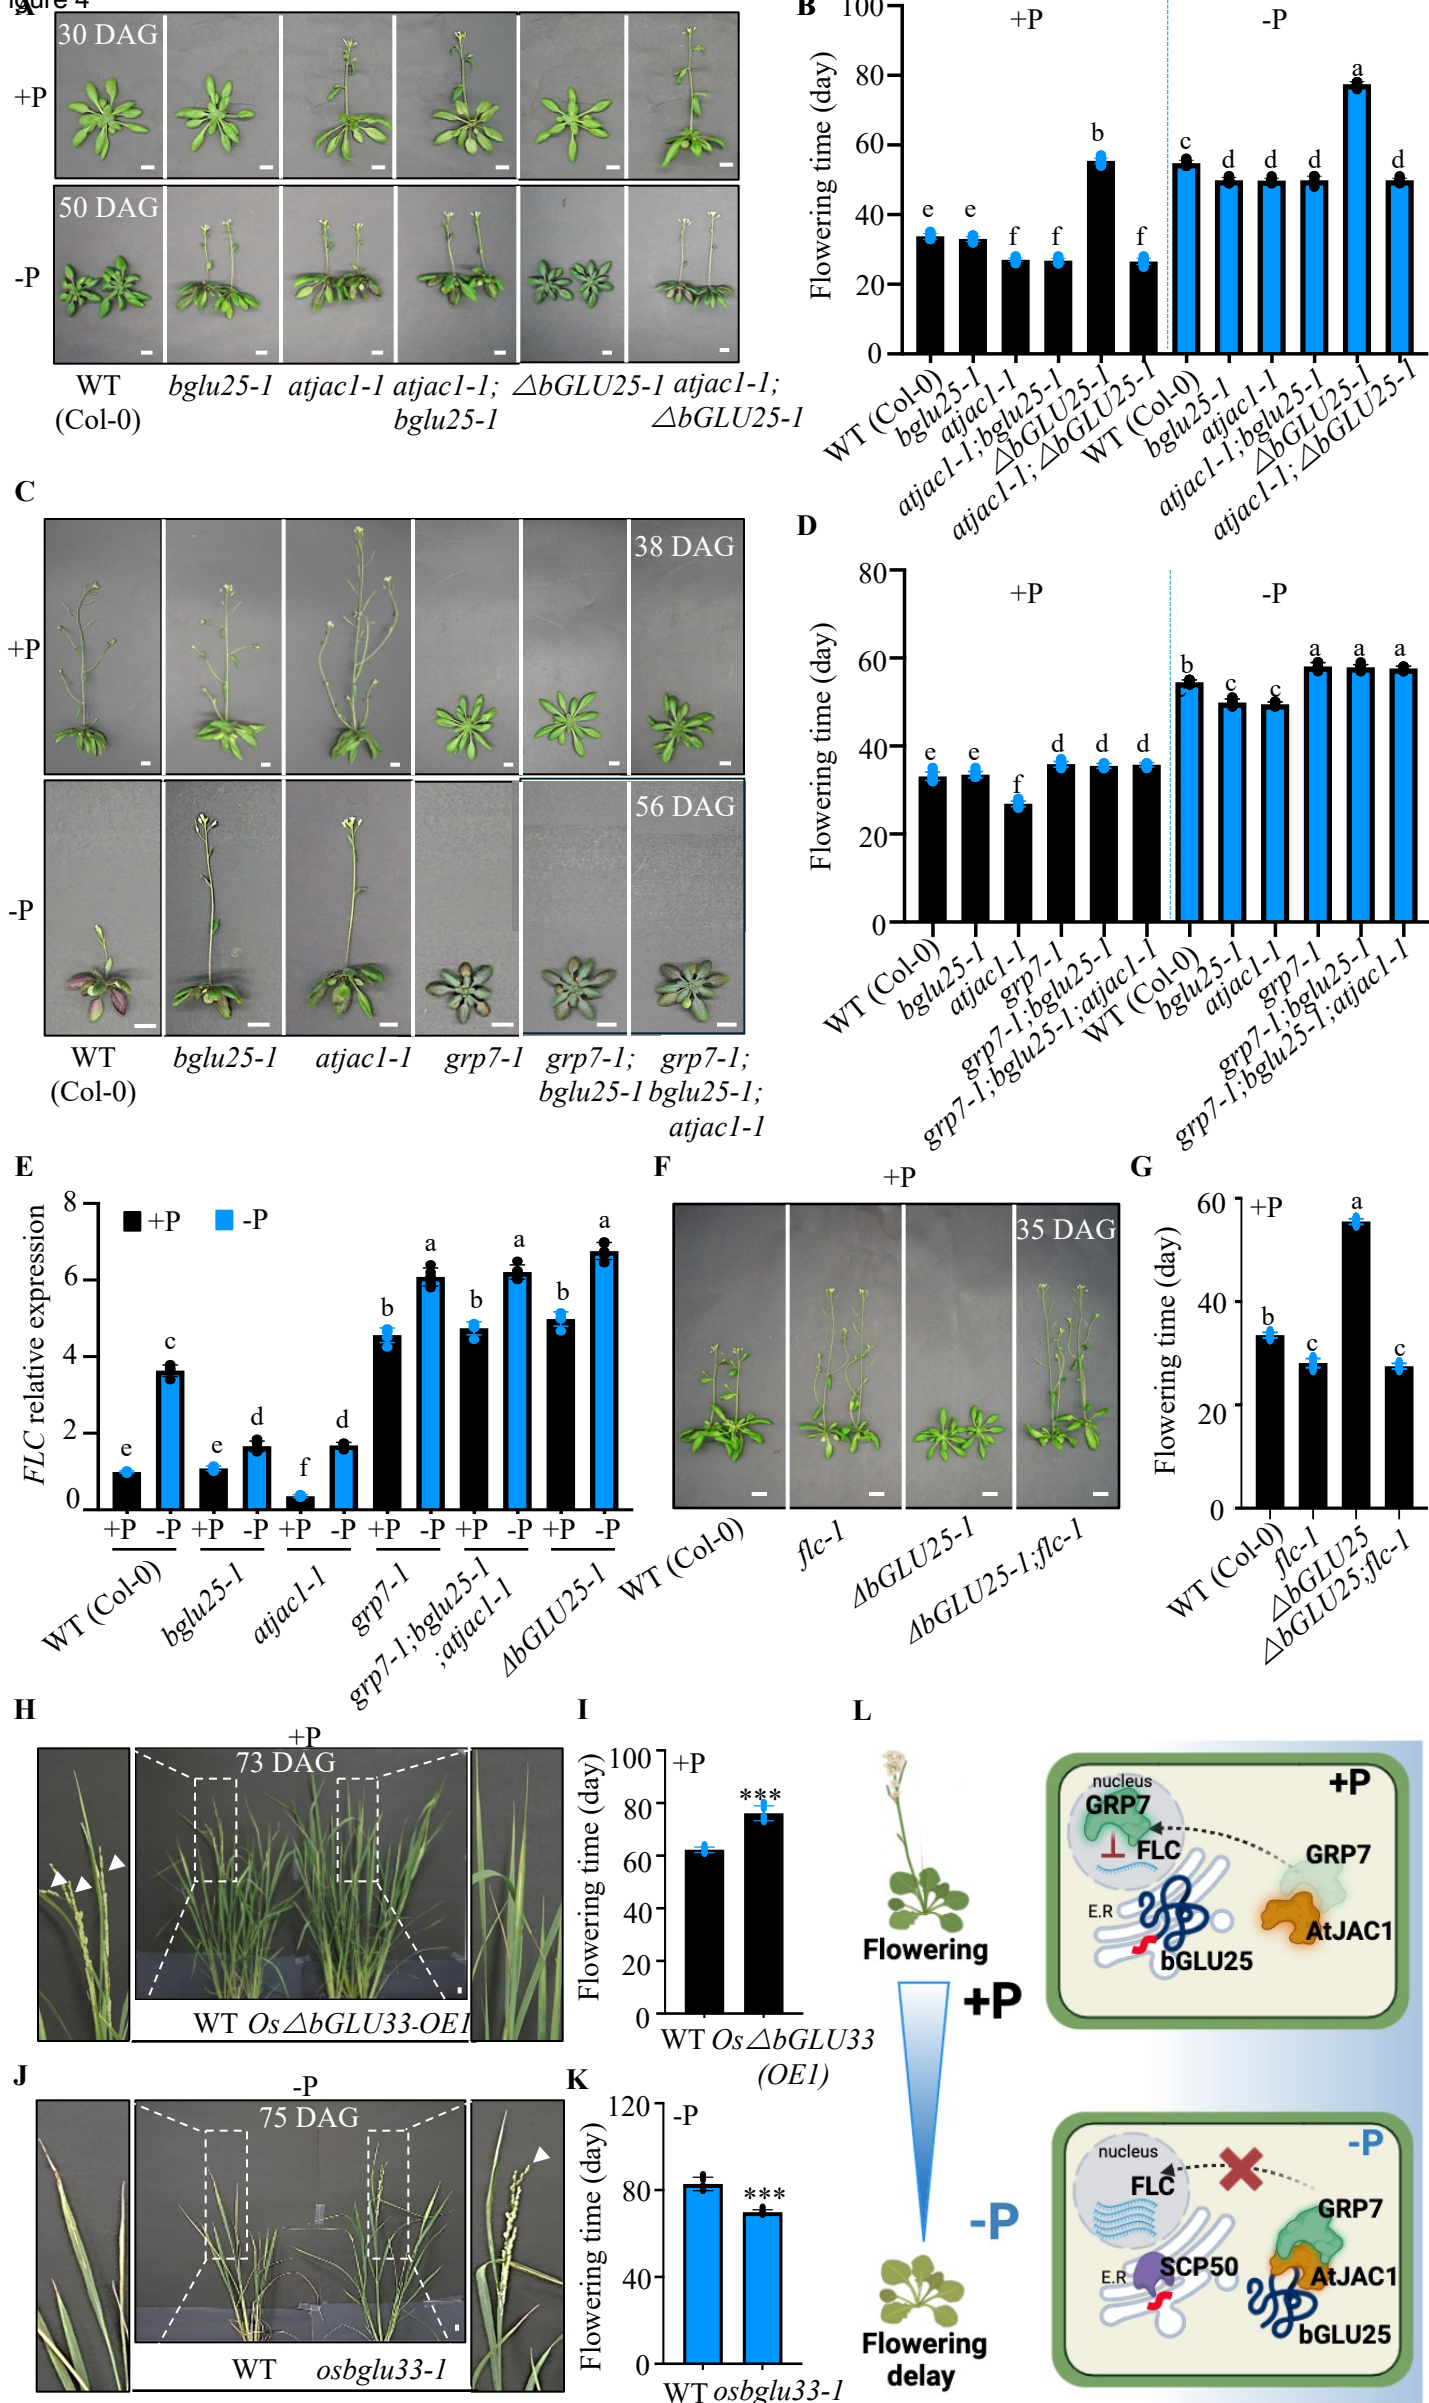 Figure 4
A
30 DAG
+P
50 DAG
-P
WT
(Col-0)
bglu25-1
atjac1-1
atjac1-1;
bglu25-1
△bGLU25-1
atjac1-1;
△bGLU25-1
B
+P
-P
Flowering time (day)
100
80
60
40
20
0
e
e
f
f
b
f
c
d
d
d
a
d
WT (Col-0)
bglu25-1
atjac1-1
atjac1-1;bglu25-1
△bGLU25-1
atjac1-1; △bGLU25-1
WT (Col-0)
bglu25-1
atjac1-1
atjac1-1;bglu25-1
△bGLU25-1
atjac1-1; △bGLU25-1
C
38 DAG
+P
56 DAG
-P
WT
(Col-0)
bglu25-1
atjac1-1
grp7-1
grp7-1;
bglu25-1
grp7-1;
bglu25-1;
atjac1-1
D
+P
-P
Flowering time (day)
80
60
40
20
0
e
e
f
d
d
d
b
c
c
c
a
a
a
WT (Col-0)
bglu25-1
atjac1-1
grp7-1
grp7-1;bglu25-1
grp7-1;bglu25-1;atjac1-1
WT (Col-0)
bglu25-1
atjac1-1
grp7-1
grp7-1;bglu25-1
grp7-1;bglu25-1;atjac1-1
E
FLC relative expression
8
6
4
2
0
+P
-P
e
c
e
d
f
d
b
a
b
a
b
a
+P -P +P -P +P -P +P -P +P -P +P -P
WT (Col-0)
bglu25-1
atjac1-1
grp7-1
grp7-1;bglu25-1
;atjac1-1
ΔbGLU25-1
F
+P
35 DAG
WT (Col-0)
flc-1
ΔbGLU25-1
ΔbGLU25-1;flc-1
G
+P
Flowering time (day)
60
40
20
0
b
c
a
c
WT (Col-0)
flc-1
△bGLU25
△bGLU25;flc-1
H
+P
73 DAG
WT Os△bGLU33-OE1
I
+P
Flowering time (day)
100
80
60
40
20
0
***
WT Os△bGLU33
(OE1)
J
-P
75 DAG
WT
osbglu33-1
K
-P
Flowering time (day)
120
80
40
0
***
WT osbglu33-1
L
Flowering
+P
-P
Flowering
delay
+P
nucleus
GRP7
FLC
GRP7
E.R
AtJAC1
bGLU25
-P
nucleus
FLC
GRP7
SCP50
E.R
AtJAC1
bGLU25